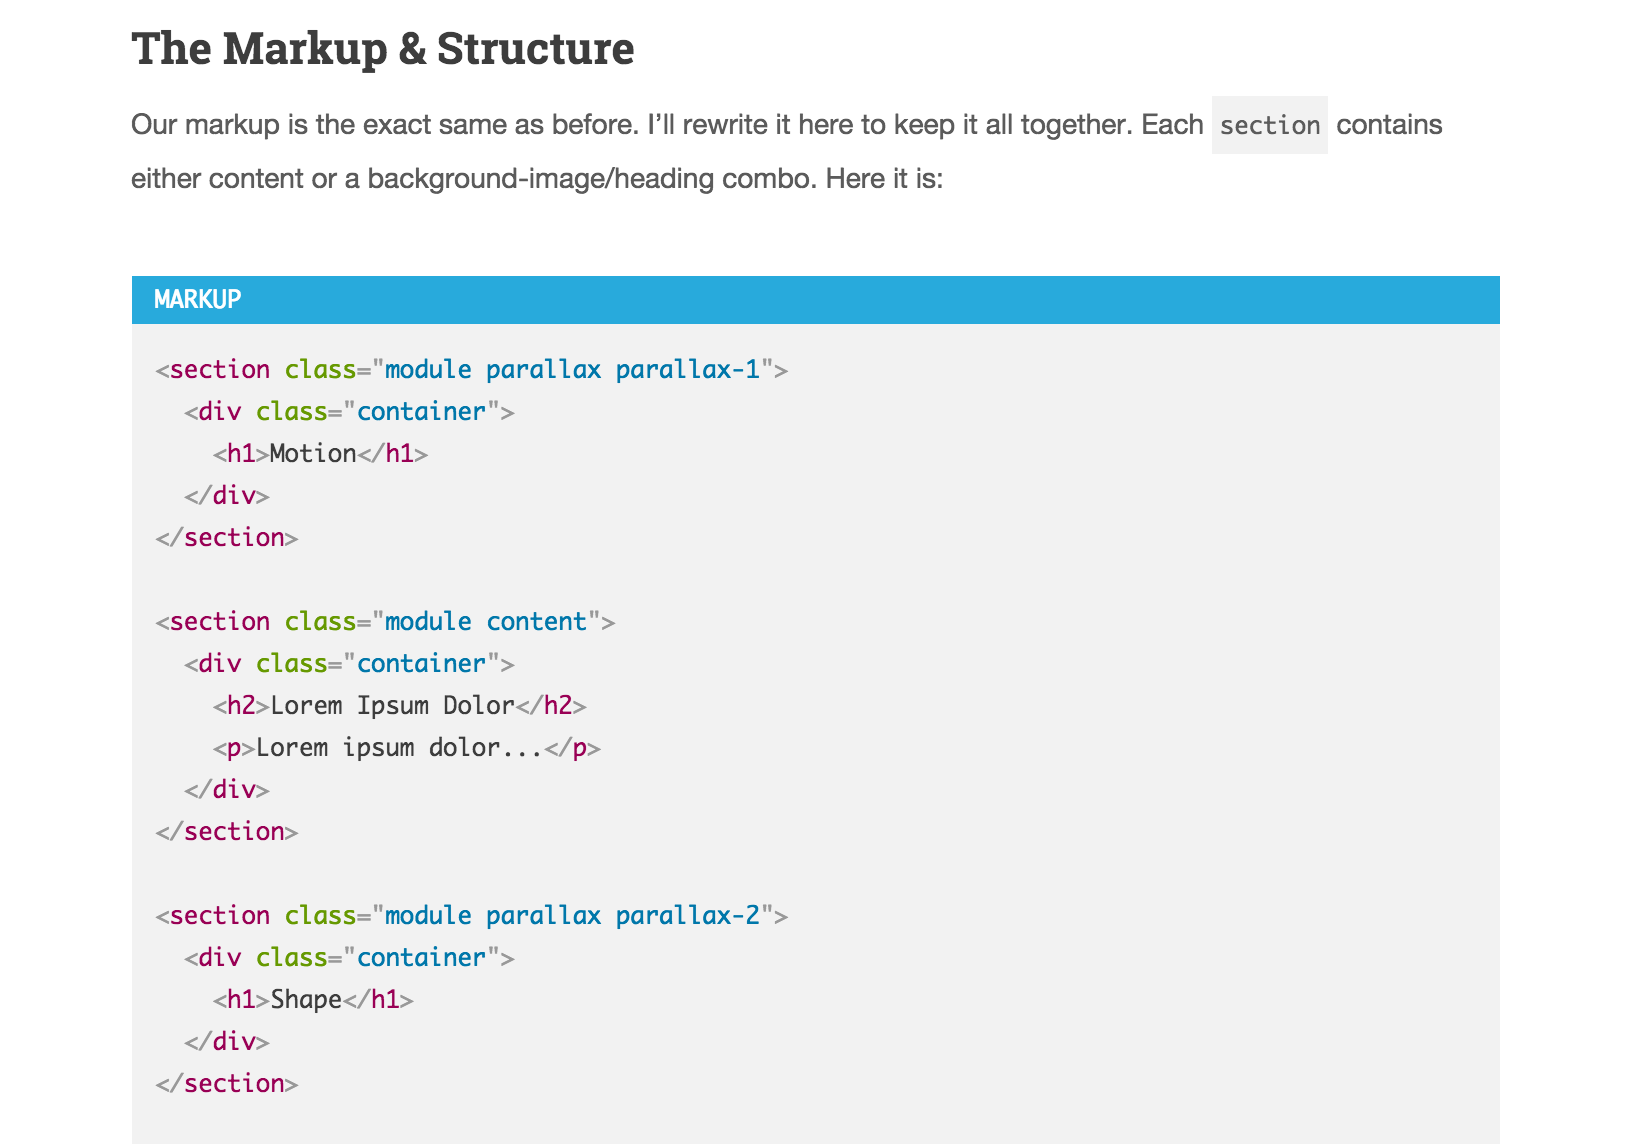 The Markup & Structure
Our markup is the exact same as before. I’ll rewrite it here to keep it all together. Each section contains
either content or a background-image/heading combo. Here it is:
MARKUP
<section class="module parallax parallax-1">
  <div class="container">
    <h1>Motion</h1>
  </div>
</section>
<section class="module content">
  <div class="container">
    <h2>Lorem Ipsum Dolor</h2>
    <p>Lorem ipsum dolor...</p>
  </div>
</section>
<section class="module parallax parallax-2">
  <div class="container">
    <h1>Shape</h1>
  </div>
</section>